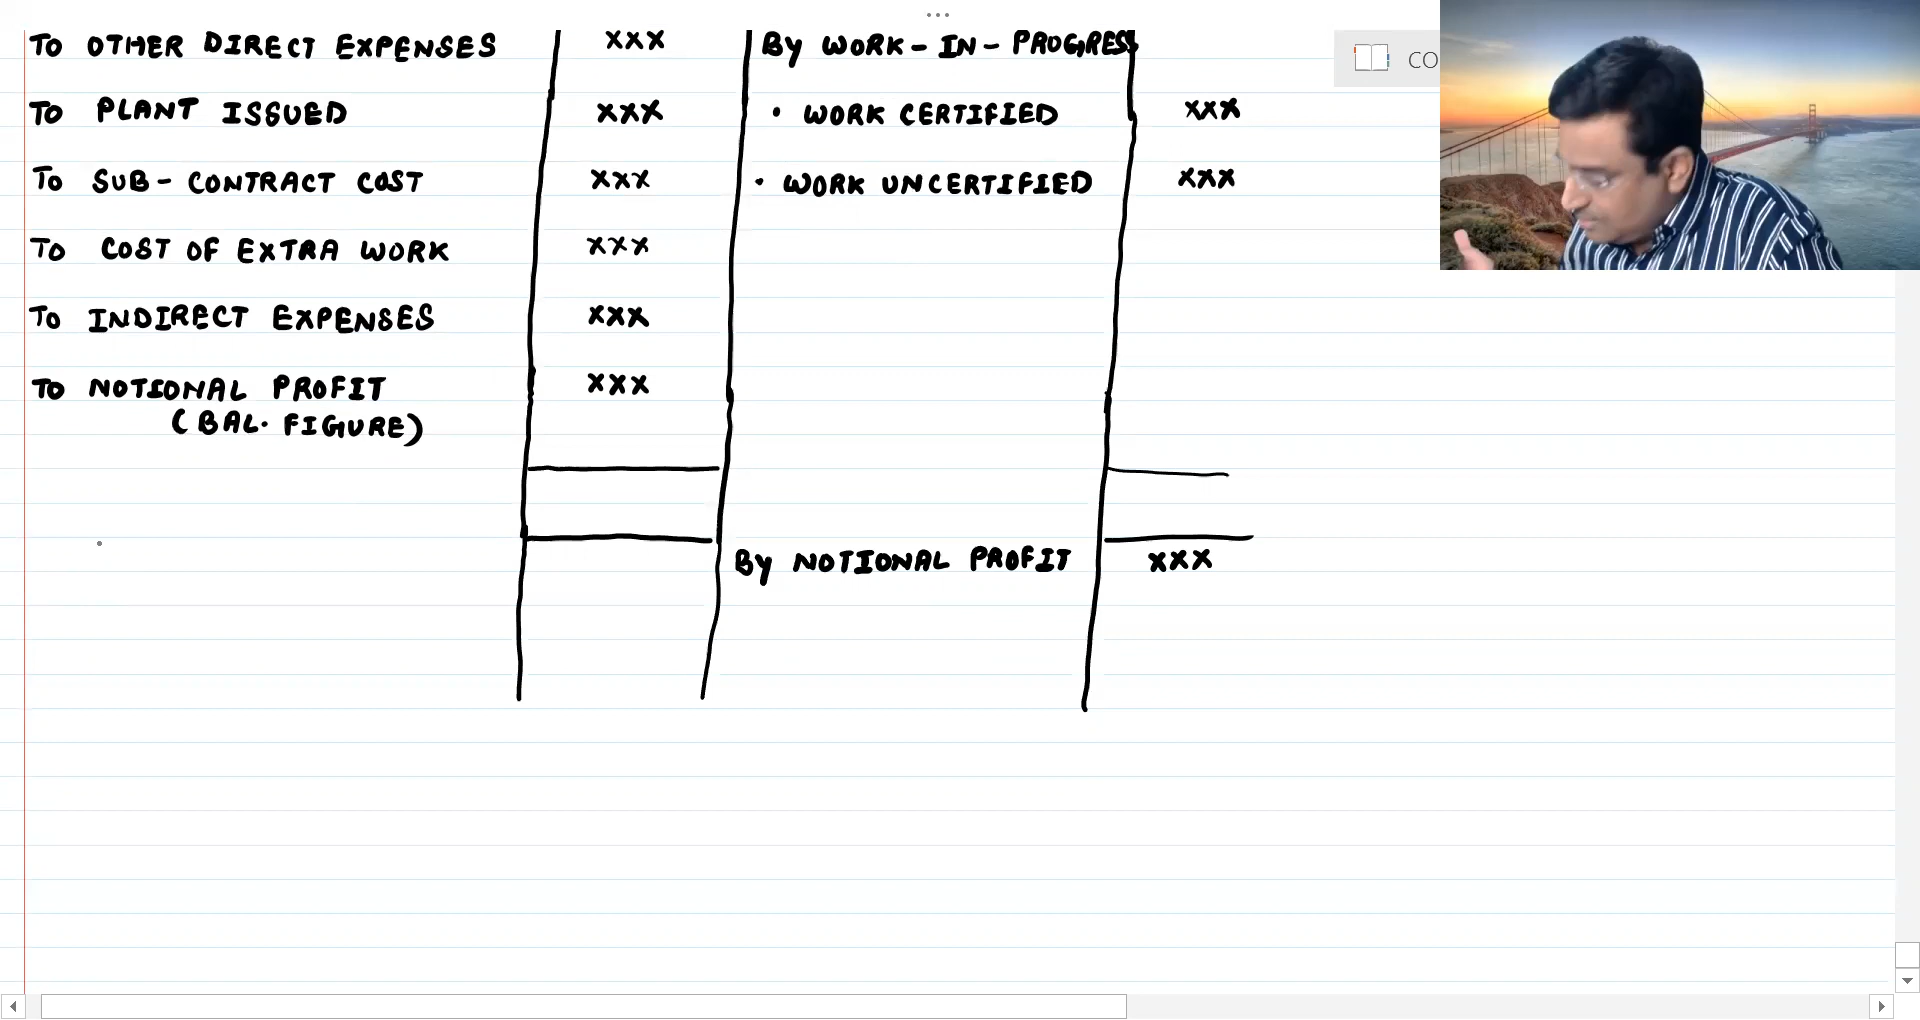 TO OTHER DIRECT EXPENSES XXX By WORK-IN-PROGRESS
CO
TO PLANT ISSUED XXX • WORK CERTIFIED XXX
TO SUB-CONTRACT COST XXX • WORK UNCERTIFIED XXX
TO COST OF EXTRA WORK XXX
TO INDIRECT EXPENSES XXX
TO NOTIONAL PROFIT XXX
(BAL. FIGURE)
By NOTIONAL PROFIT XXX